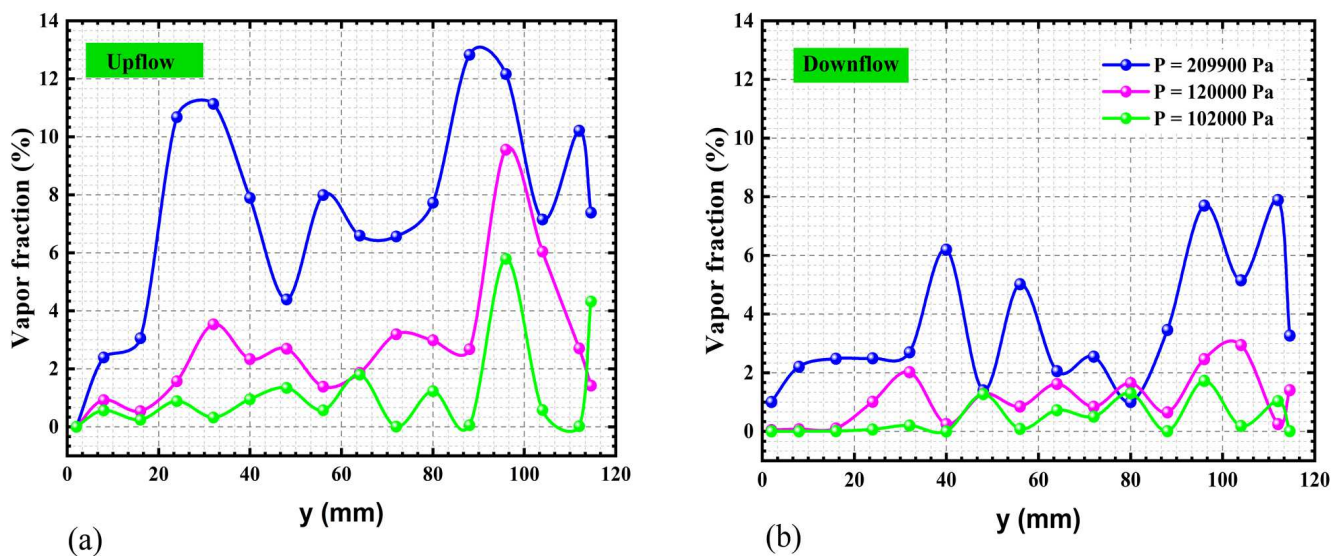 Upflow
Vapor fraction (%)
14
12
10
8
6
4
2
0
0 20 40 60 80 100 120
y (mm)
(a)
Downflow
P = 209900 Pa
P = 120000 Pa
P = 102000 Pa
Vapor fraction (%)
14
12
10
8
6
4
2
0
0 20 40 60 80 100 120
y (mm)
(b)